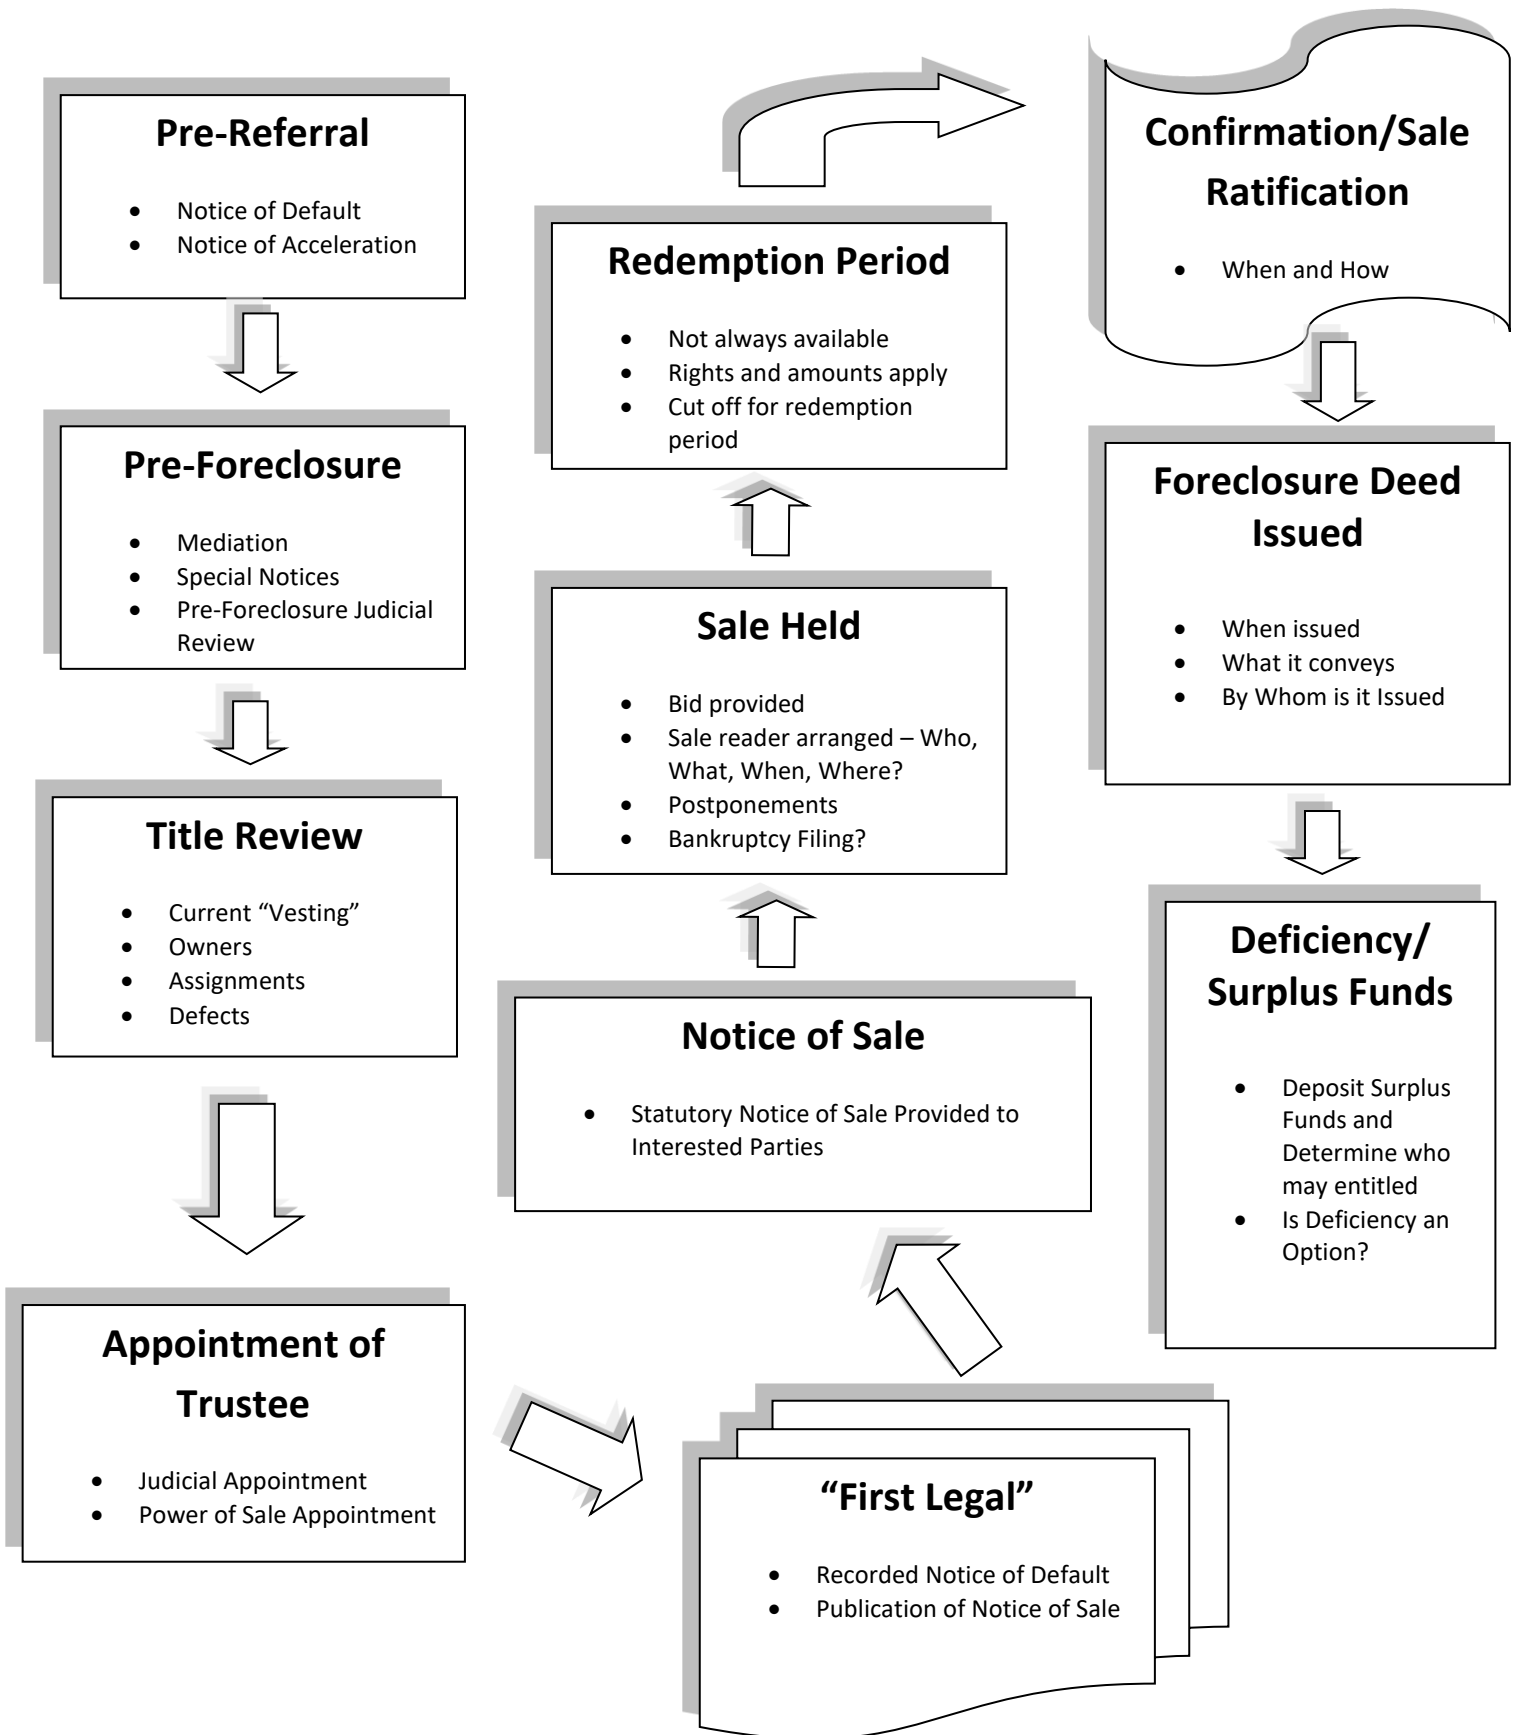 Pre-Referral
• Notice of Default
• Notice of Acceleration
Pre-Foreclosure
• Mediation
• Special Notices
• Pre-Foreclosure Judicial
Review
Title Review
• Current “Vesting”
• Owners
• Assignments
• Defects
Appointment of
Trustee
• Judicial Appointment
• Power of Sale Appointment
“First Legal”
• Recorded Notice of Default
• Publication of Notice of Sale
Notice of Sale
• Statutory Notice of Sale Provided to
Interested Parties
Sale Held
• Bid provided
• Sale reader arranged – Who,
What, When, Where?
• Postponements
• Bankruptcy Filing?
Redemption Period
• Not always available
• Rights and amounts apply
• Cut off for redemption
period
Confirmation/Sale
Ratification
• When and How
Foreclosure Deed
Issued
• When issued
• What it conveys
• By Whom is it Issued
Deficiency/
Surplus Funds
• Deposit Surplus
Funds and
Determine who
may entitled
• Is Deficiency an
Option?